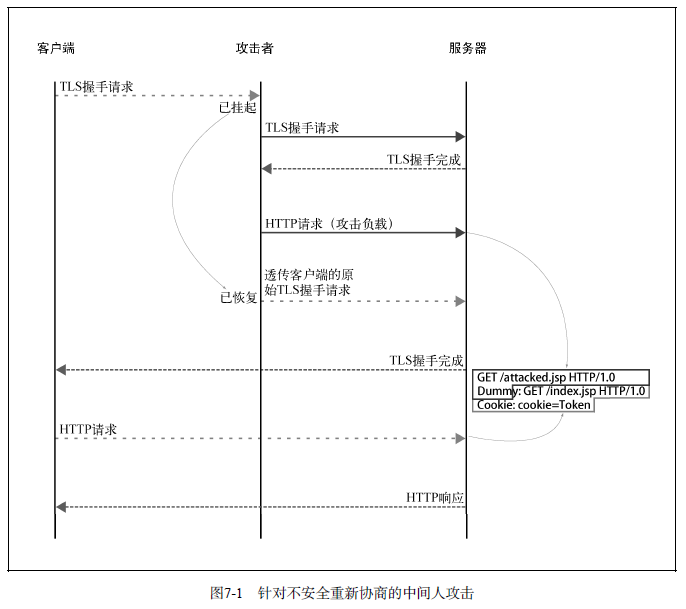 客户端
攻击者
服务器
TLS握手请求
已挂起
TLS握手请求
TLS握手完成
HTTP请求（攻击负载）
透传客户端的原
始TLS握手请求
已恢复
TLS握手完成
GET /attacked.jsp HTTP/1.0
Dummy: GET /index.jsp HTTP/1.0
Cookie: cookie=Token
HTTP请求
HTTP响应
图7-1 针对不安全重新协商的中间人攻击